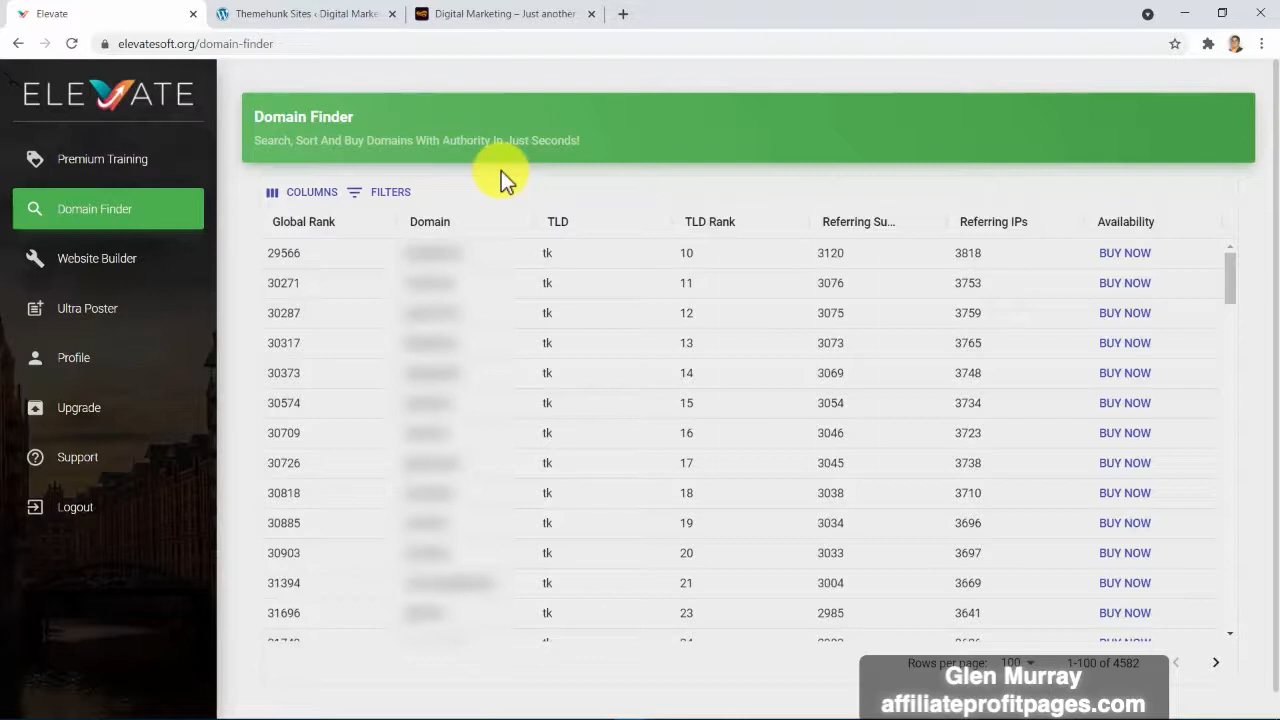 Elevate
Themehunk Sites ‹ Digital Marke
Digital Marketing – Just another
elevatesoft.org/domain-finder
ELEVATE
Premium Training
Domain Finder
Website Builder
Ultra Poster
Profile
Upgrade
Support
Logout
Domain Finder
Search, Sort And Buy Domains With Authority In Just Seconds!
COLUMNS FILTERS
Global Rank Domain TLD TLD Rank Referring Su... Referring IPs Availability
29566 tk 10 3120 3818 BUY NOW
30271 tk 11 3076 3753 BUY NOW
30287 tk 12 3075 3759 BUY NOW
30317 tk 13 3073 3765 BUY NOW
30373 tk 14 3069 3748 BUY NOW
30574 tk 15 3054 3734 BUY NOW
30709 tk 16 3046 3723 BUY NOW
30726 tk 17 3045 3738 BUY NOW
30818 tk 18 3038 3710 BUY NOW
30885 tk 19 3034 3696 BUY NOW
30903 tk 20 3033 3697 BUY NOW
31394 tk 21 3004 3669 BUY NOW
31696 tk 23 2985 3641 BUY NOW
Rows per page: 100 1-100 of 4582
Glen Murray
affiliateprofitpages.com